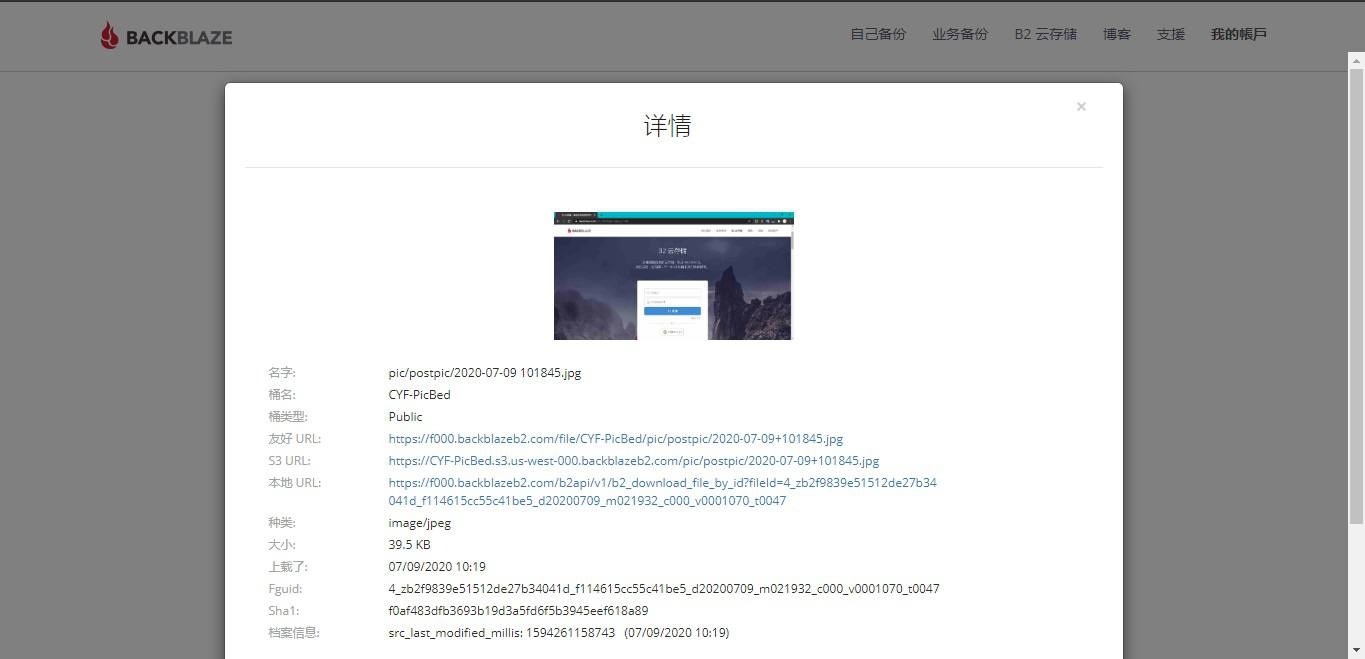 BACKBLAZE
自己备份 业务备份 B2 云存储 博客 支援 我的帳戶
×
详情
B2 云存储
名字: pic/postpic/2020-07-09 101845.jpg
桶名: CYF-PicBed
桶类型: Public
友好 URL: https://f000.backblazeb2.com/file/CYF-PicBed/pic/postpic/2020-07-09+101845.jpg
S3 URL: https://CYF-PicBed.s3.us-west-000.backblazeb2.com/pic/postpic/2020-07-09+101845.jpg
本地 URL: https://f000.backblazeb2.com/b2api/v1/b2_download_file_by_id?fileId=4_zb2f9839e51512de27b34
041d_f114615cc55c41be5_d20200709_m021932_c000_v0001070_t0047
种类: image/jpeg
大小: 39.5 KB
上载了: 07/09/2020 10:19
Fguid: 4_zb2f9839e51512de27b34041d_f114615cc55c41be5_d20200709_m021932_c000_v0001070_t0047
Sha1: f0af483dfb3693b19d3a5fd6f5b3945eef618a89
档案信息: src_last_modified_millis: 1594261158743 (07/09/2020 10:19)